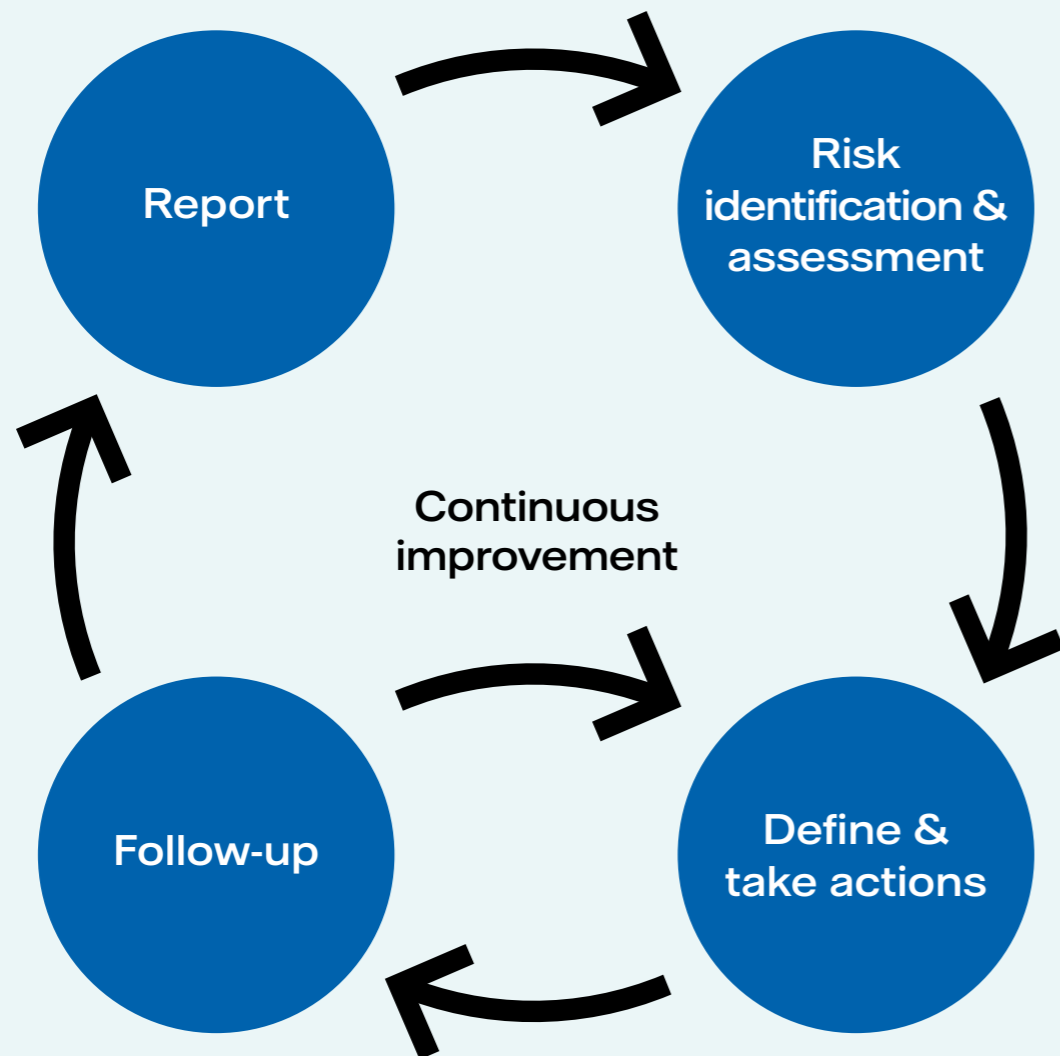 Report
Risk
identification &
assessment
Continuous
improvement
Follow-up
Define &
take actions